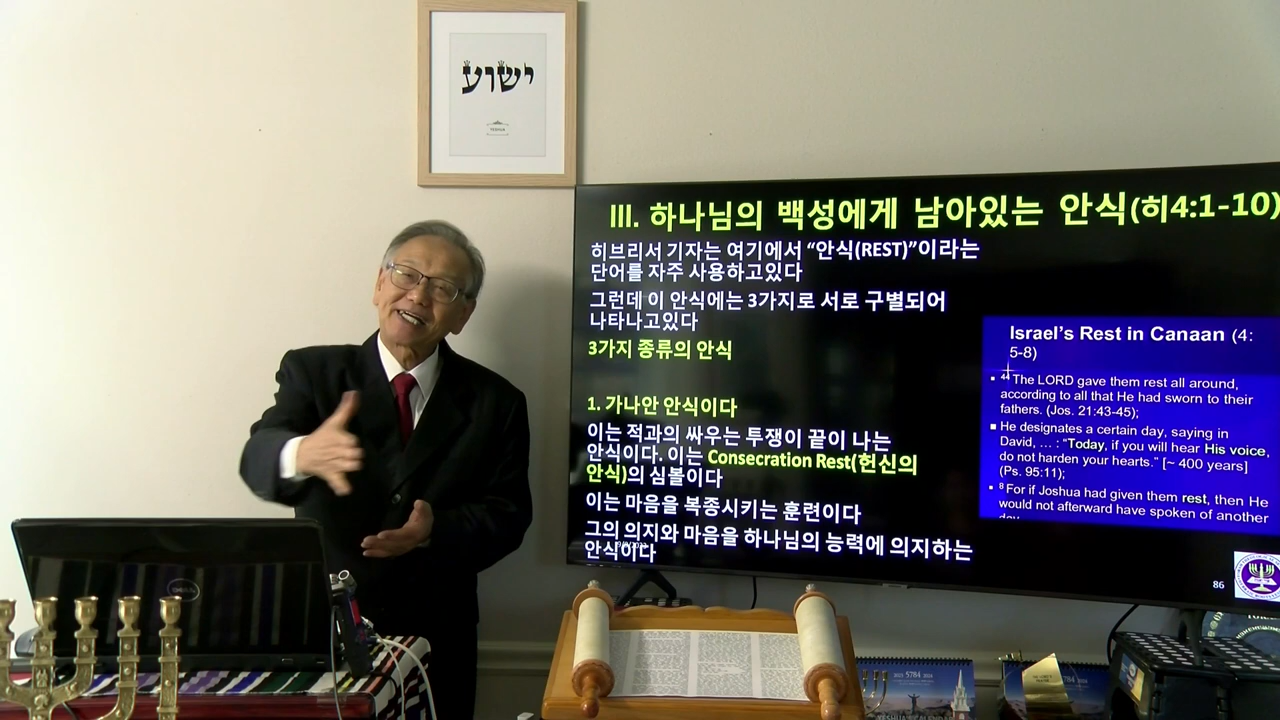 ישוע
YESHUA
III. 하나님의 백성에게 남아있는 안식(히4:1-10)
히브리서 기자는 여기에서 “안식(REST)”이라는
단어를 자주 사용하고있다
그런데 이 안식에는 3가지로 서로 구별되어
나타나고있다
3가지 종류의 안식
1. 가나안 안식이다
이는 적과의 싸우는 투쟁이 끝이 나는
안식이다. 이는 Consecration Rest(헌신의
안식)의 심볼이다
이는 마음을 복종시키는 훈련이다
그의 의지와 마음을 하나님의 능력에 의지하는
안식이다
Israel's Rest in Canaan (4:
5-8)
▪ 44 The LORD gave them rest all around,
according to all that He had sworn to their
fathers. (Jos. 21:43-45);
▪ He designates a certain day, saying in
David, … : “Today, if you will hear His voice,
do not harden your hearts.” [~ 400 years]
(Ps. 95:11);
▪ 8 For if Joshua had given them rest, then He
would not afterward have spoken of another
day
86
DELL
5784
5784